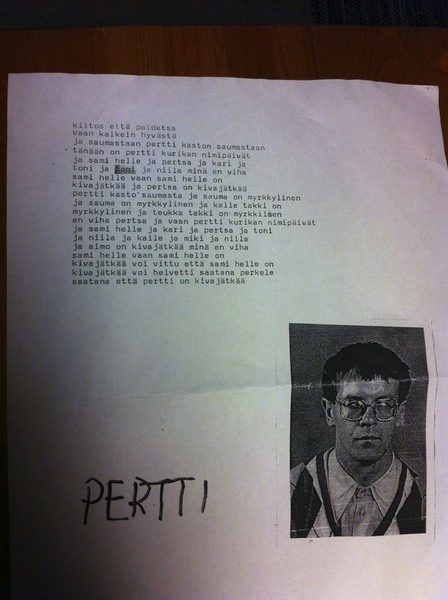 kiitos että paidatsa
vaan kaikein hyvästä
ja saumastaan pertti kaston saumastaan
tänään on pertti kurikan nimipäivät
ja sami helle ja pertsa ja kari ja
toni ja sami ja niila minä en viha
sami helle vaan sami helle on
kivajätkää ja pertsa on kivajätkää
pertti kasto saumasta ja sauma on myrkkylinen
ja sauma on myrkkylinen ja kalle takki on
myrkkylinen ja teukka takki on myrkkiläen
en viha pertsa ja vaan pertti kurikan nimipäivät
ja sami helle ja kari ja pertsa ja toni
ja niila ja kalle ja miki ja niila
ja aimo on kivajätkää minä en viha
sami helle vaan sami helle on
kivajätkää voi vittu että sami helle on
kivajätkää voi helvetti saatana perkele
saatana että pertti on kivajätkää
PERTTI